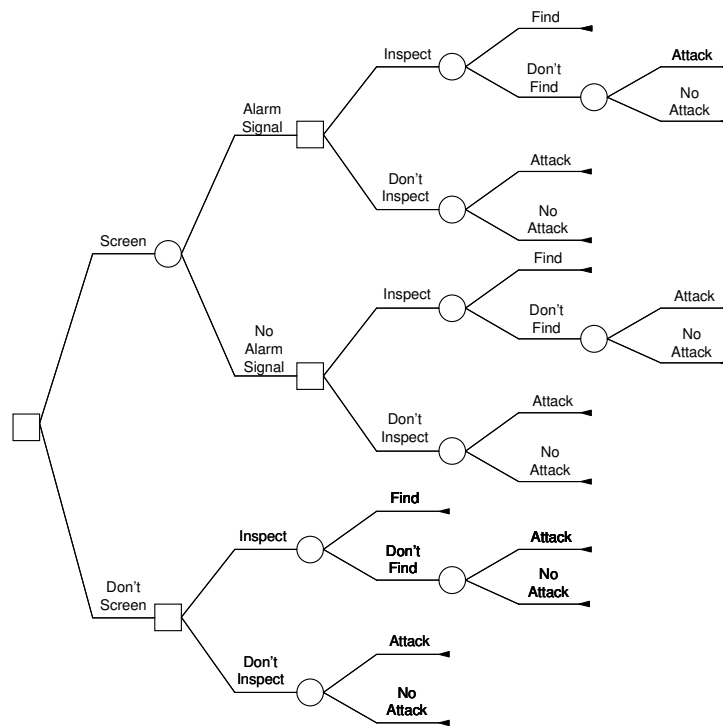 Find
Inspect
Attack
Don't
Find
No
Attack
Alarm
Signal
Attack
Don't
Inspect
No
Attack
Screen
Find
Inspect
Attack
Don't
Find
No
Attack
No
Alarm
Signal
Attack
Don't
Inspect
No
Attack
Find
Inspect
Attack
Don't
Find
No
Attack
Don't
Screen
Attack
Don't
Inspect
No
Attack